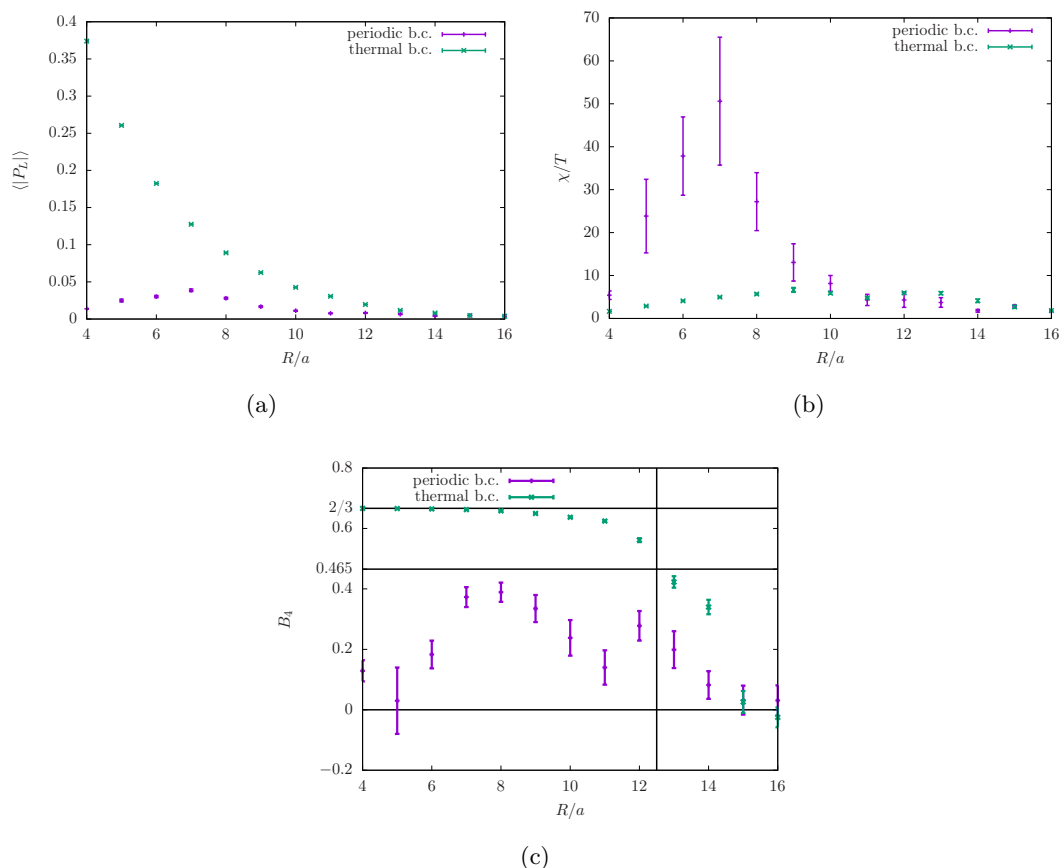 0.4
0.35
0.3
0.25
0.2
0.15
0.1
0.05
0
4 6 8 10 12 14 16
⟨|P_L|⟩
R/a
periodic b.c.
thermal b.c.
(a)
70
60
50
40
30
20
10
0
4 6 8 10 12 14 16
χ/T
R/a
periodic b.c.
thermal b.c.
(b)
0.8
2/3
0.6
0.465
0.4
0.2
0
−0.2
4 6 8 10 12 14 16
B_4
R/a
periodic b.c.
thermal b.c.
(c)